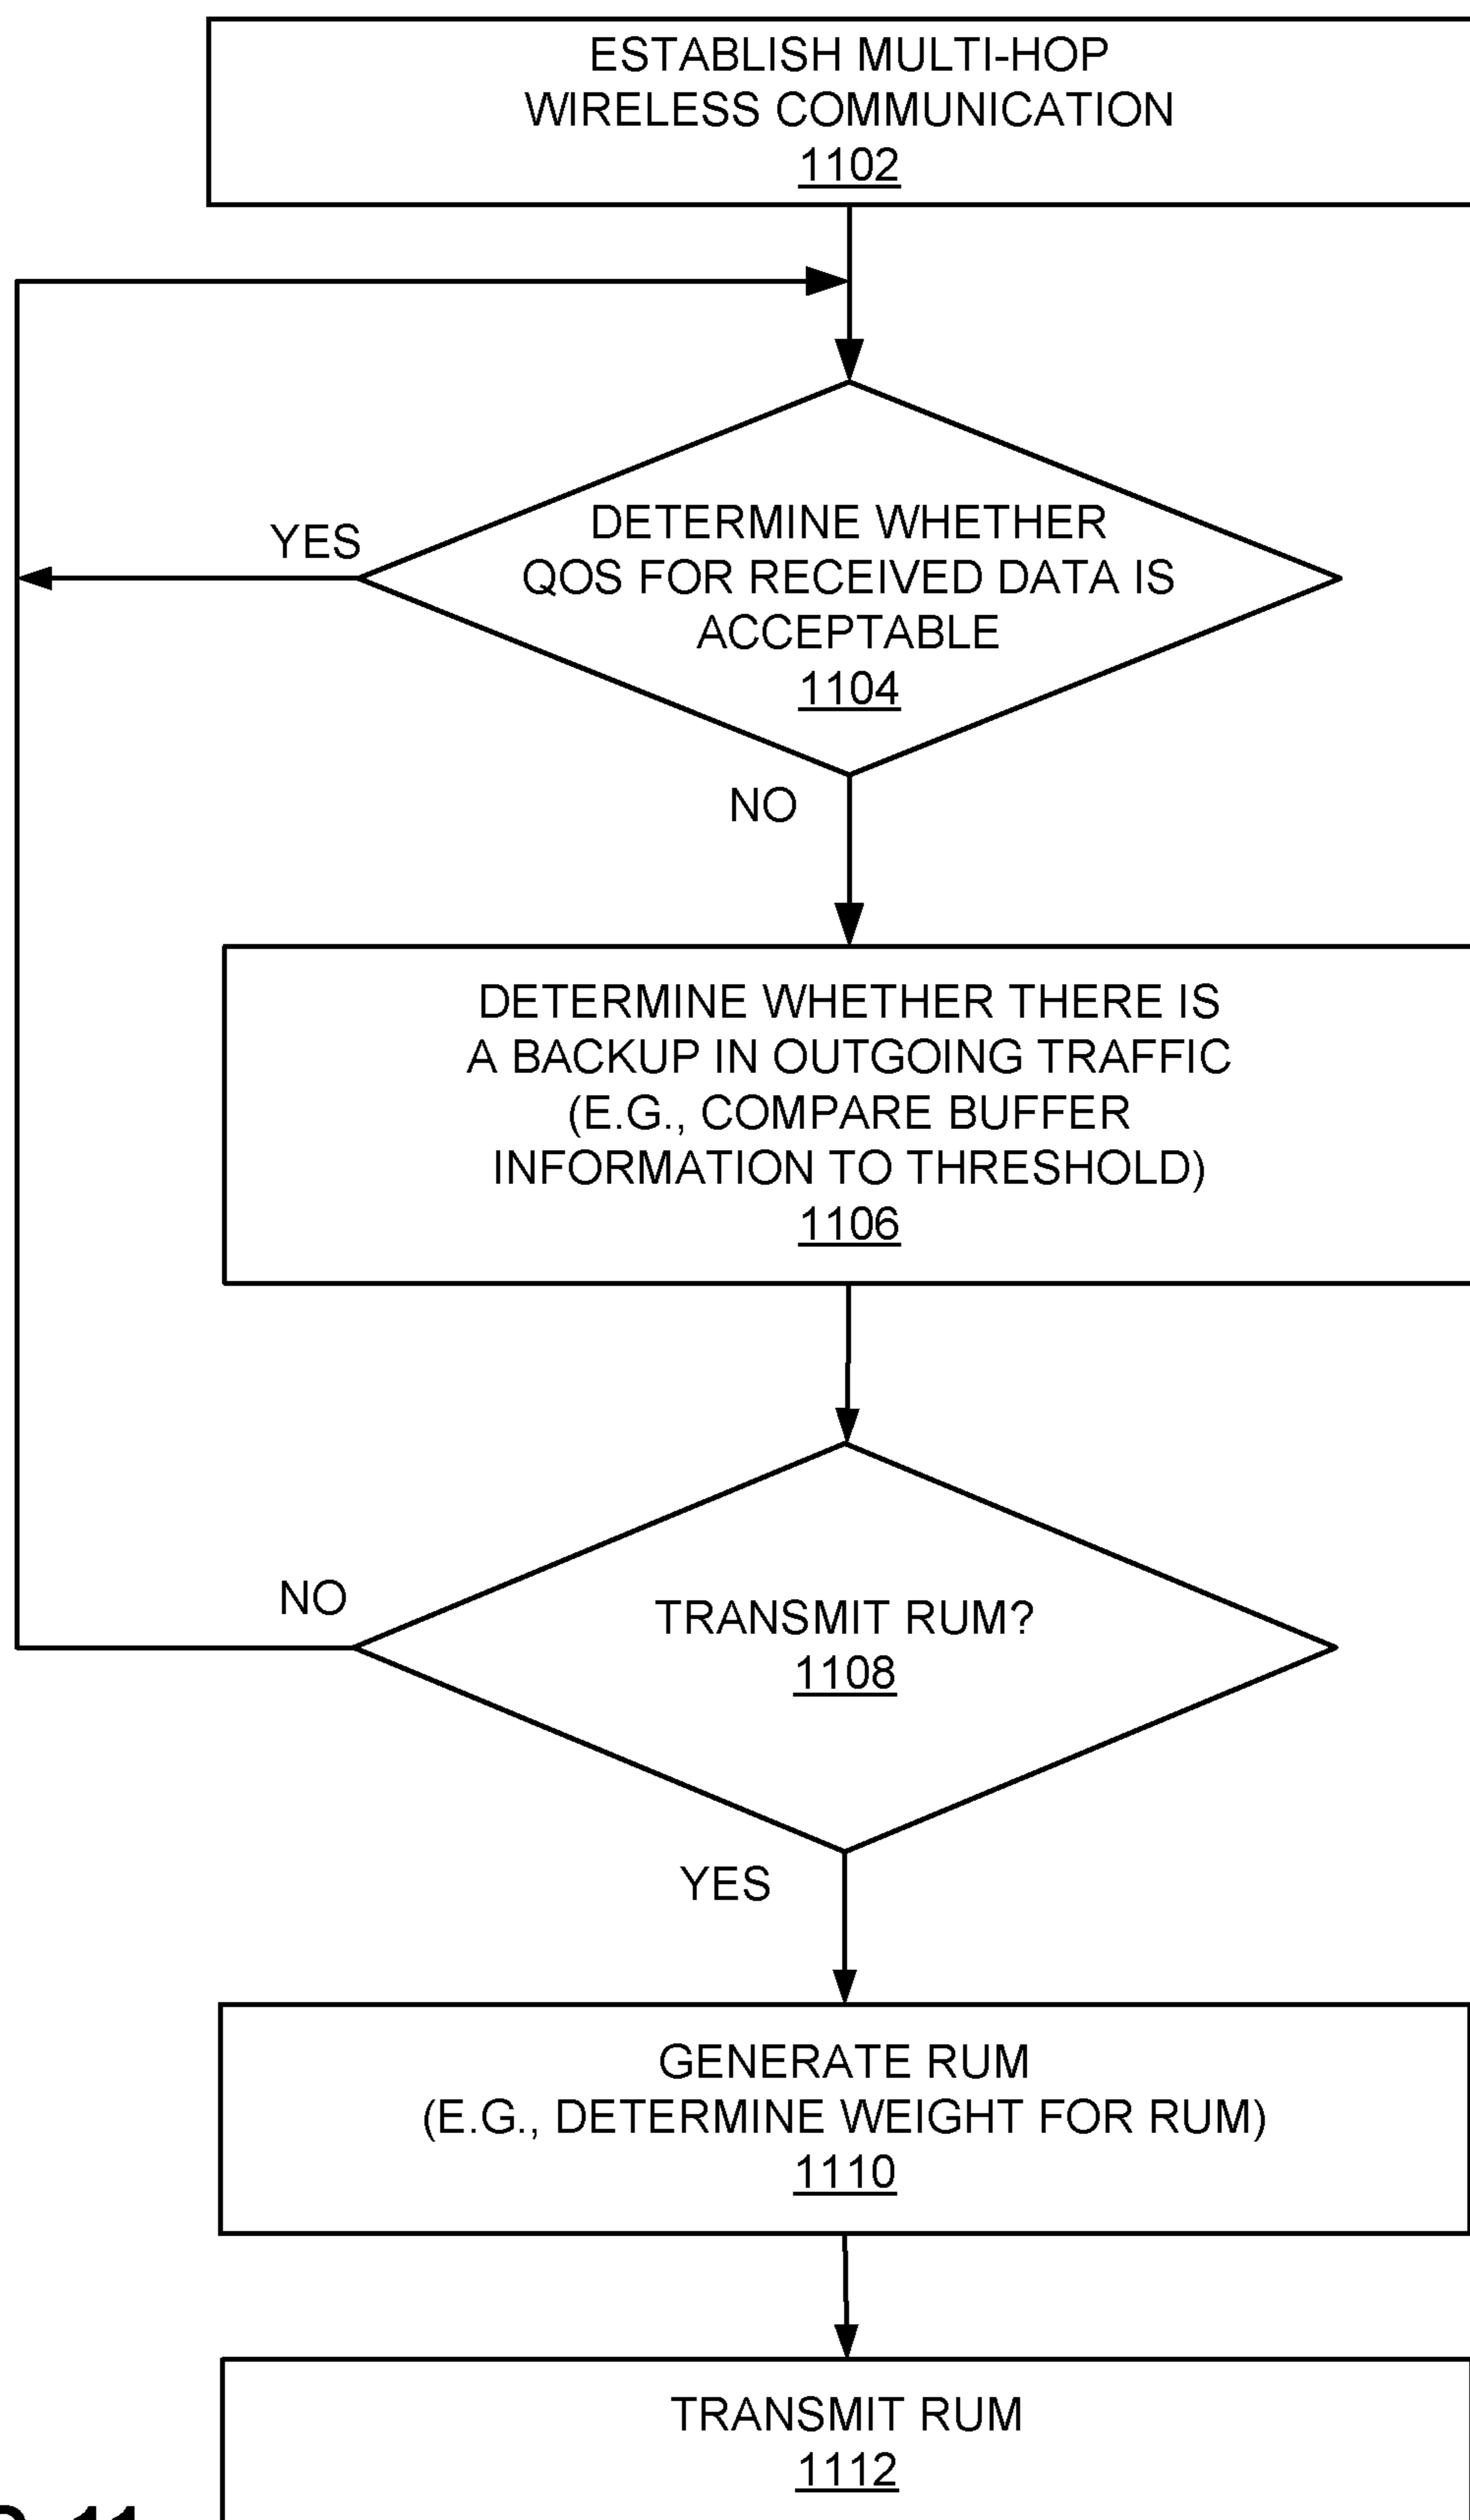 ESTABLISH MULTI-HOP
WIRELESS COMMUNICATION
1102
DETERMINE WHETHER
QOS FOR RECEIVED DATA IS
ACCEPTABLE
1104
YES
NO
DETERMINE WHETHER THERE IS
A BACKUP IN OUTGOING TRAFFIC
(E.G., COMPARE BUFFER
INFORMATION TO THRESHOLD)
1106
TRANSMIT RUM?
1108
NO
YES
GENERATE RUM
(E.G., DETERMINE WEIGHT FOR RUM)
1110
TRANSMIT RUM
1112